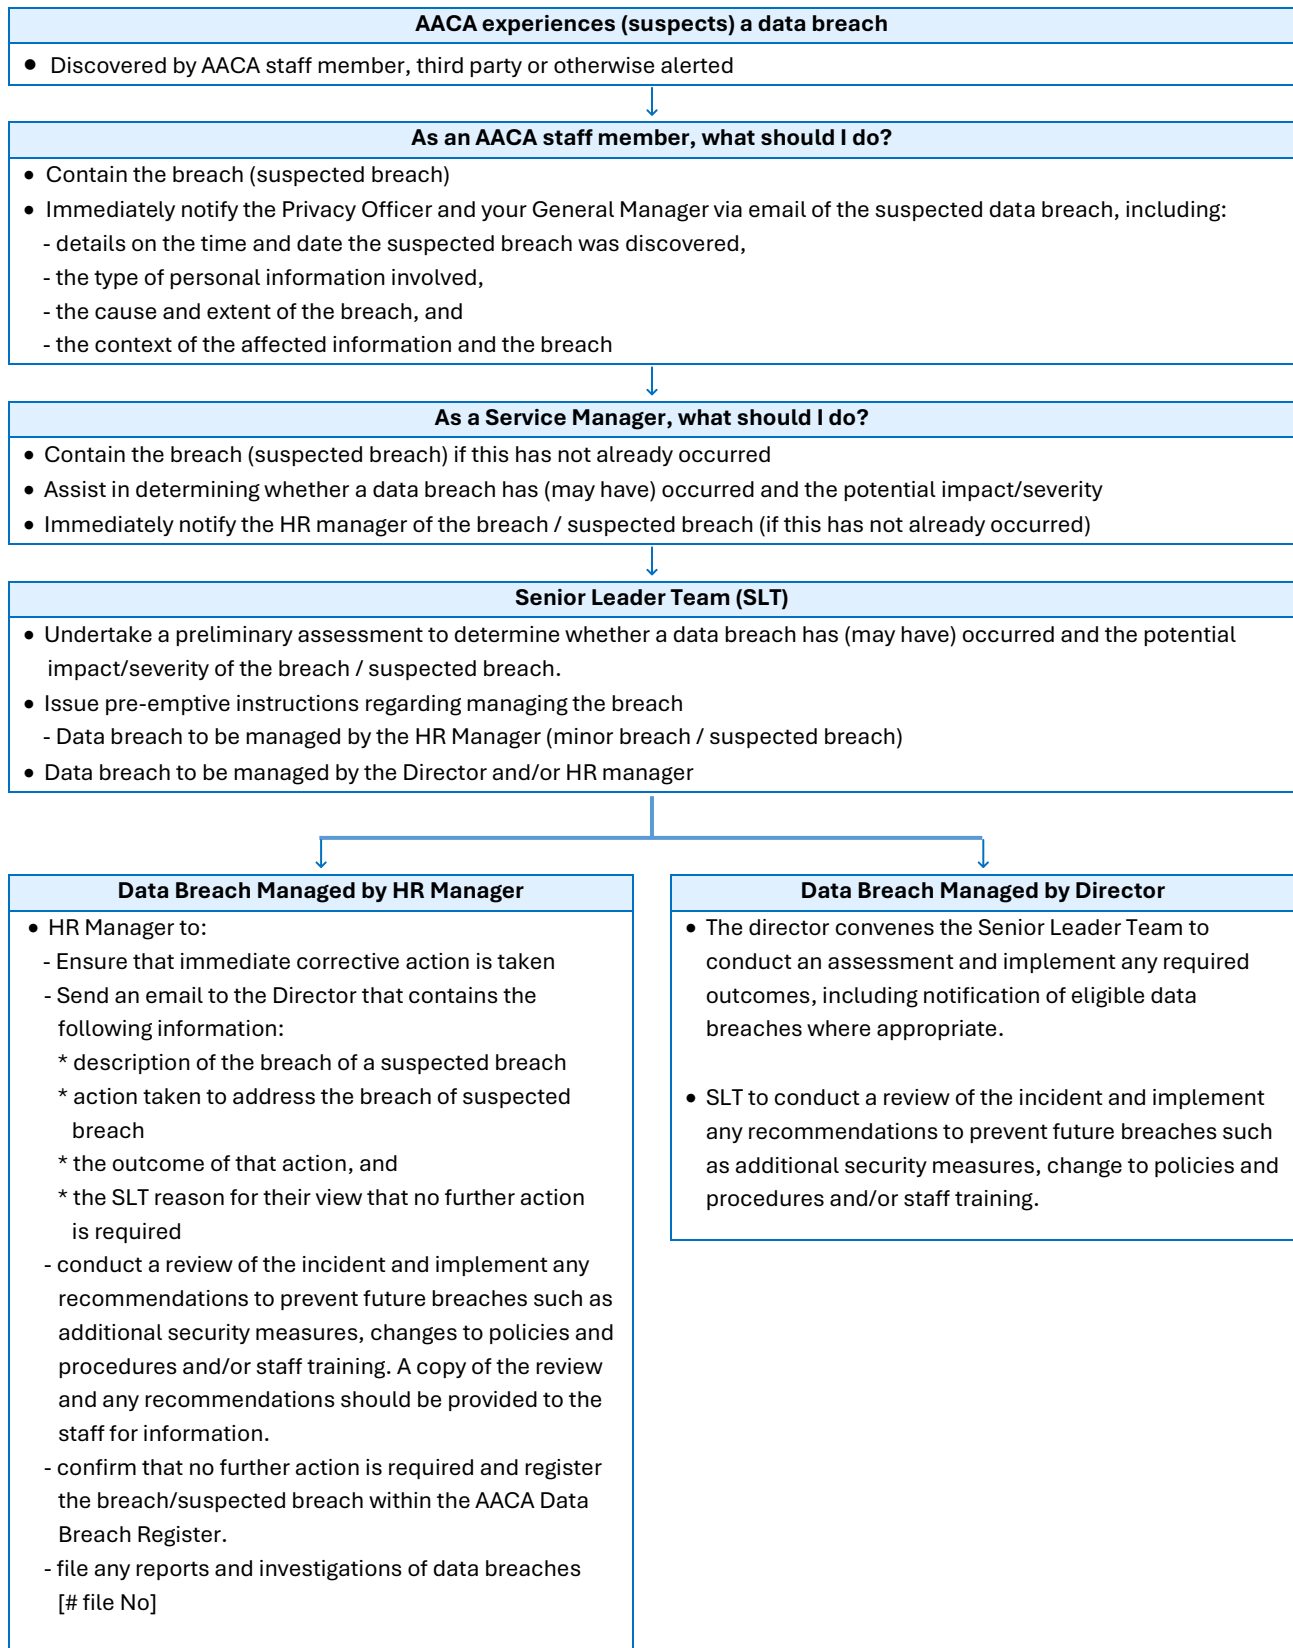 AACA experiences (suspects) a data breach
● Discovered by AACA staff member, third party or otherwise alerted
As an AACA staff member, what should I do?
● Contain the breach (suspected breach)
● Immediately notify the Privacy Officer and your General Manager via email of the suspected data breach, including:
- details on the time and date the suspected breach was discovered,
- the type of personal information involved,
- the cause and extent of the breach, and
- the context of the affected information and the breach
As a Service Manager, what should I do?
● Contain the breach (suspected breach) if this has not already occurred
● Assist in determining whether a data breach has (may have) occurred and the potential impact/severity
● Immediately notify the HR manager of the breach / suspected breach (if this has not already occurred)
Senior Leader Team (SLT)
● Undertake a preliminary assessment to determine whether a data breach has (may have) occurred and the potential
impact/severity of the breach / suspected breach.
● Issue pre-emptive instructions regarding managing the breach
- Data breach to be managed by the HR Manager (minor breach / suspected breach)
● Data breach to be managed by the Director and/or HR manager
Data Breach Managed by HR Manager
● HR Manager to:
- Ensure that immediate corrective action is taken
- Send an email to the Director that contains the
following information:
* description of the breach of a suspected breach
* action taken to address the breach of suspected
breach
* the outcome of that action, and
* the SLT reason for their view that no further action
is required
- conduct a review of the incident and implement any
recommendations to prevent future breaches such as
additional security measures, changes to policies and
procedures and/or staff training. A copy of the review
and any recommendations should be provided to the
staff for information.
- confirm that no further action is required and register
the breach/suspected breach within the AACA Data
Breach Register.
- file any reports and investigations of data breaches
[# file No]
Data Breach Managed by Director
● The director convenes the Senior Leader Team to
conduct an assessment and implement any required
outcomes, including notification of eligible data
breaches where appropriate.
● SLT to conduct a review of the incident and implement
any recommendations to prevent future breaches such
as additional security measures, change to policies and
procedures and/or staff training.